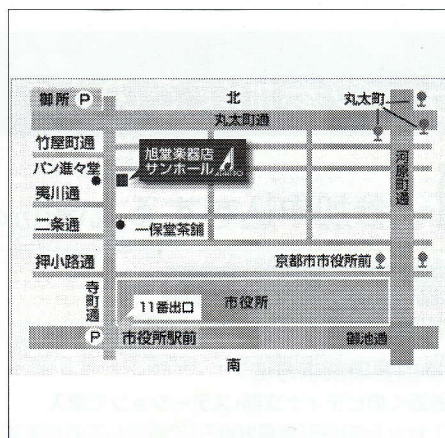 御所 P
北
丸太町
丸太町通
竹屋町通
旭堂楽器店
サンホール
パン進々堂
夷川通
河原町通
二条通
一保堂茶舗
押小路通
京都市市役所前
寺町通
11番出口
市役所
P
市役所駅前
御池通
南